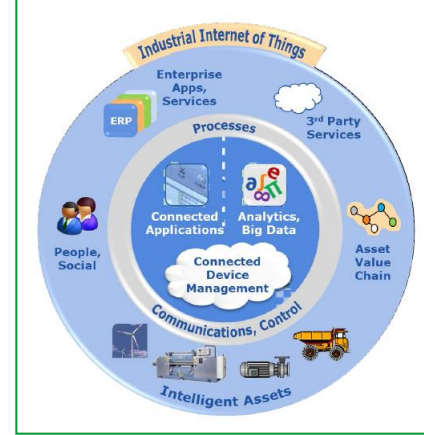 Industrial Internet of Things
Enterprise
Apps,
Services
ERP
3rd Party
Services
Processes
Connected
Applications
Analytics,
Big Data
People,
Social
Asset
Value
Chain
Connected
Device
Management
Communications, Control
Intelligent Assets